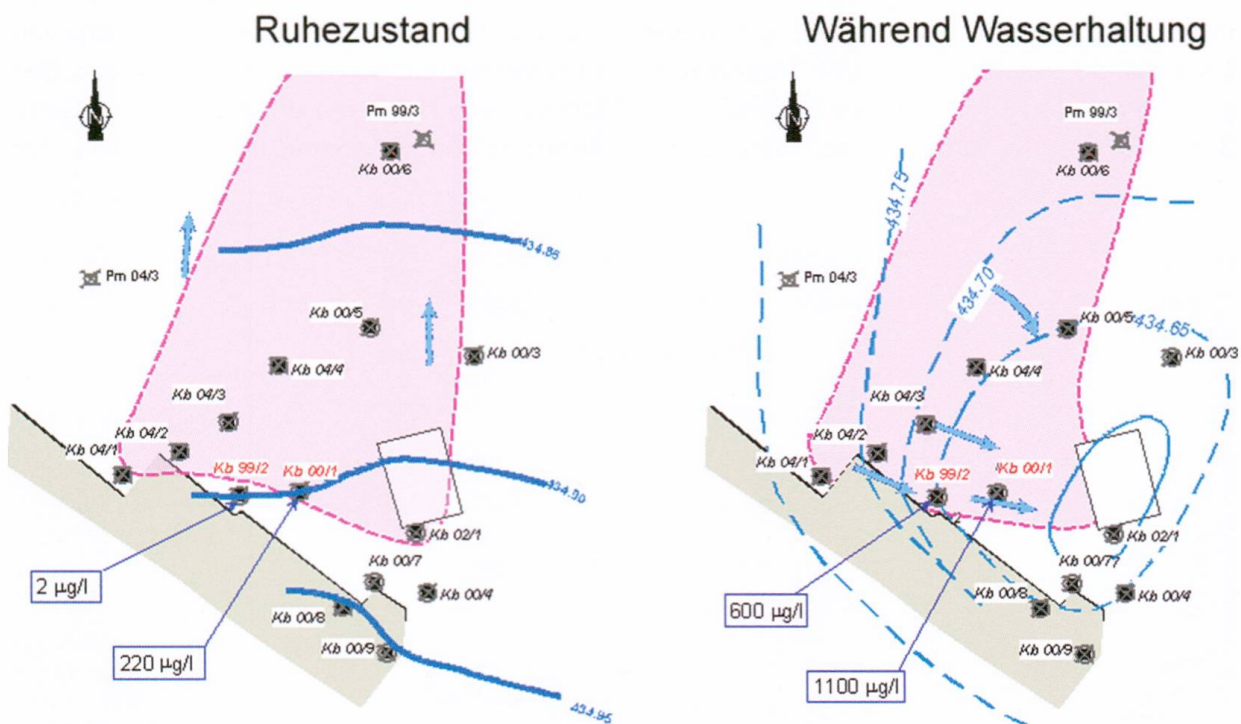 Ruhezustand
N
Pm 99/3
Kb 00/6
434.86
Pm 04/3
Kb 00/5
Kb 00/3
Kb 04/4
Kb 04/3
Kb 04/2
Kb 04/1
Kb 99/2
Kb 00/1
434.90
Kb 02/1
2 µg/l
Kb 00/7
Kb 00/4
Kb 00/8
220 µg/l
Kb 00/9
434.95
Während Wasserhaltung
N
Pm 99/3
Kb 00/6
434.75
Pm 04/3
434.70
Kb 00/5
434.65
Kb 00/3
Kb 04/4
Kb 04/3
Kb 04/2
Kb 04/1
Kb 99/2
Kb 00/1
2
Kb 02/1
Kb 00/77
600 µg/l
Kb 00/8
Kb 00/4
Kb 00/9
1100 µg/l